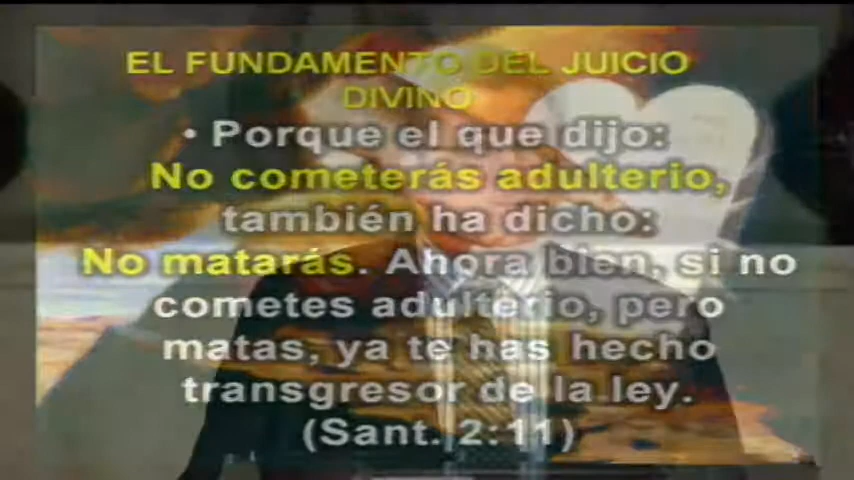 EL FUNDAMENTO DEL JUICIO
DIVINO
• Porque el que dijo:
No cometerás adulterio,
también ha dicho:
No matarás. Ahora bien, si no
cometes adulterio, pero
matas, ya te has hecho
transgresor de la ley.
(Sant. 2:11)